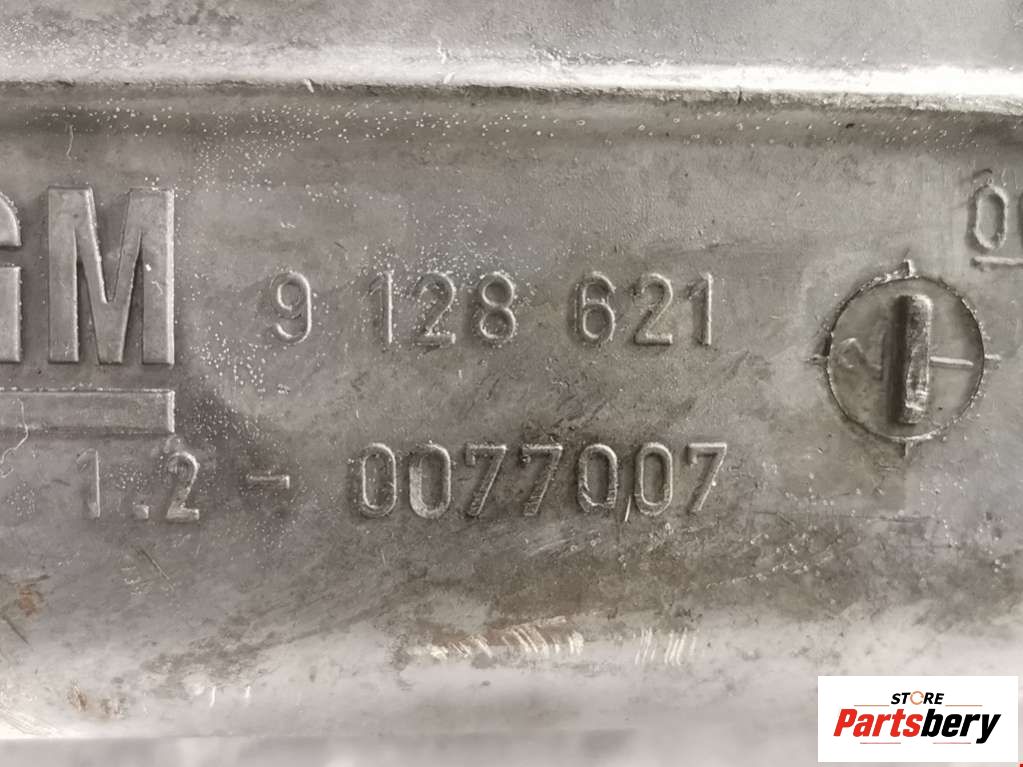 GM
9 128 621
1.2 - 0077007
STORE
Partsbery